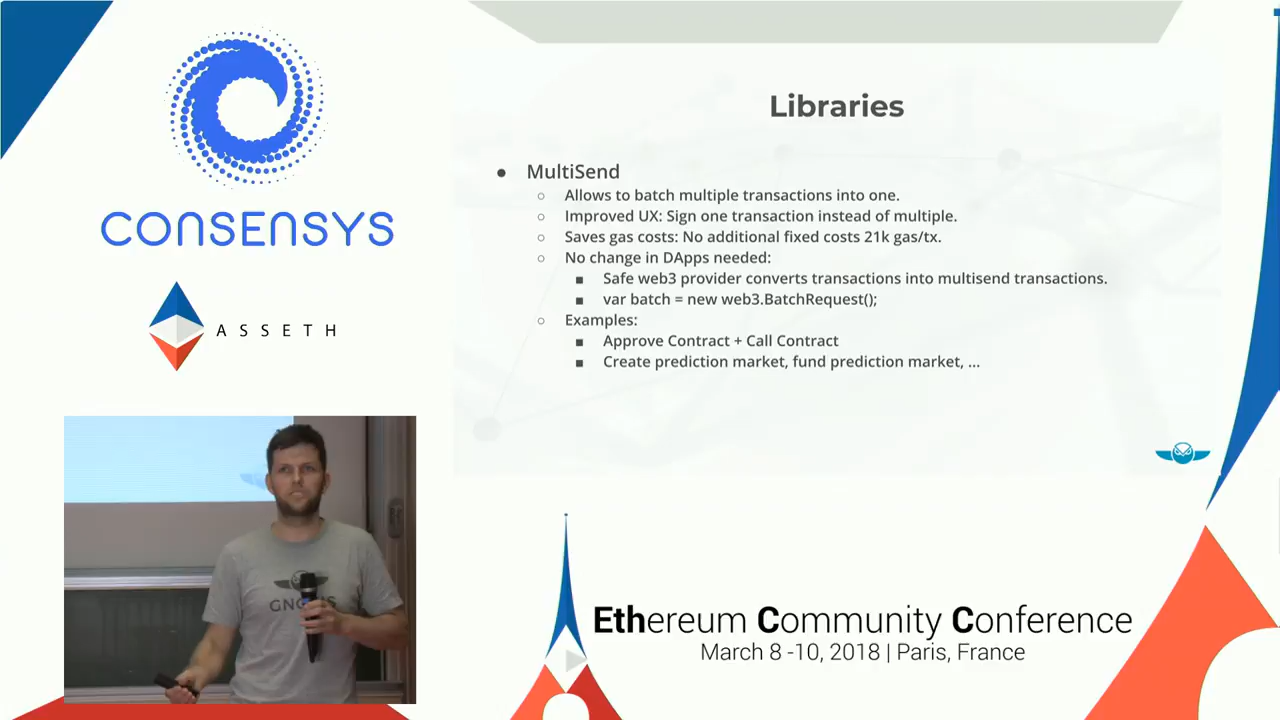 CONSENSYS
ASSETH
Libraries
● MultiSend
○ Allows to batch multiple transactions into one.
○ Improved UX: Sign one transaction instead of multiple.
○ Saves gas costs: No additional fixed costs 21k gas/tx.
○ No change in DApps needed:
■ Safe web3 provider converts transactions into multisend transactions.
■ var batch = new web3.BatchRequest();
○ Examples:
■ Approve Contract + Call Contract
■ Create prediction market, fund prediction market, ...
GNOSIS
Ethereum Community Conference
March 8 -10, 2018 | Paris, France